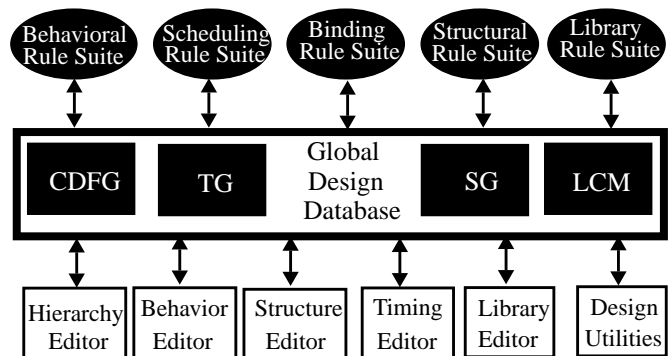 Behavioral
Rule Suite
Scheduling
Rule Suite
Binding
Rule Suite
Structural
Rule Suite
Library
Rule Suite
CDFG
TG
Global
Design
Database
SG
LCM
Hierarchy
Editor
Behavior
Editor
Structure
Editor
Timing
Editor
Library
Editor
Design
Utilities